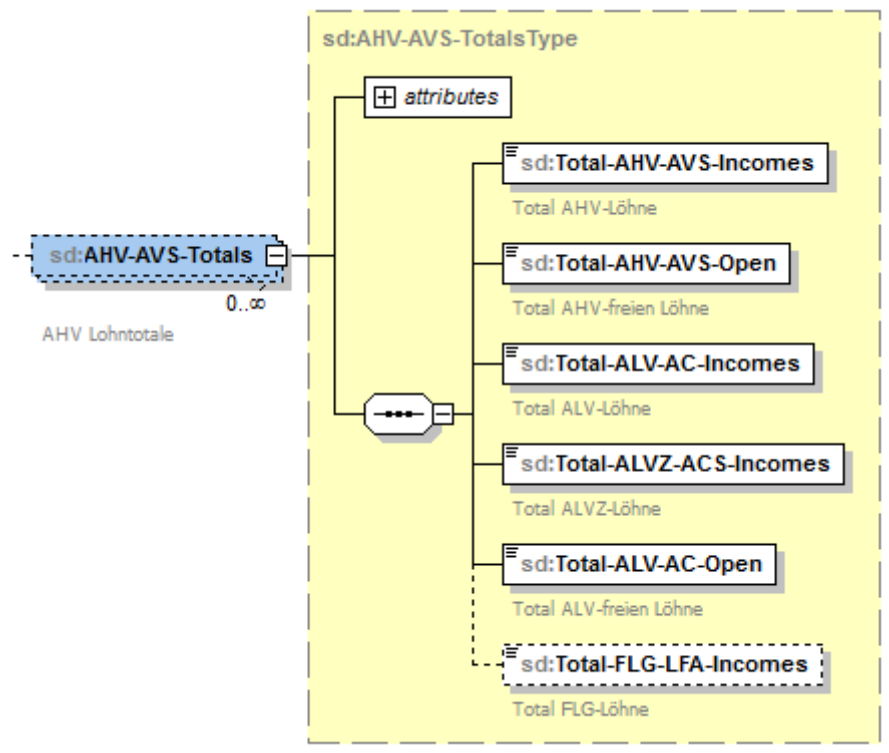 sd:AHV-AVS-TotalsType
attributes
sd:Total-AHV-AVS-Incomes
Total AHV-Löhne
sd:AHV-AVS-Totals
0..∞
AHV Lohntotale
sd:Total-AHV-AVS-Open
Total AHV-freien Löhne
sd:Total-ALV-AC-Incomes
Total ALV-Löhne
sd:Total-ALVZ-ACS-Incomes
Total ALVZ-Löhne
sd:Total-ALV-AC-Open
Total ALV-freien Löhne
sd:Total-FLG-LFA-Incomes
Total FLG-Löhne